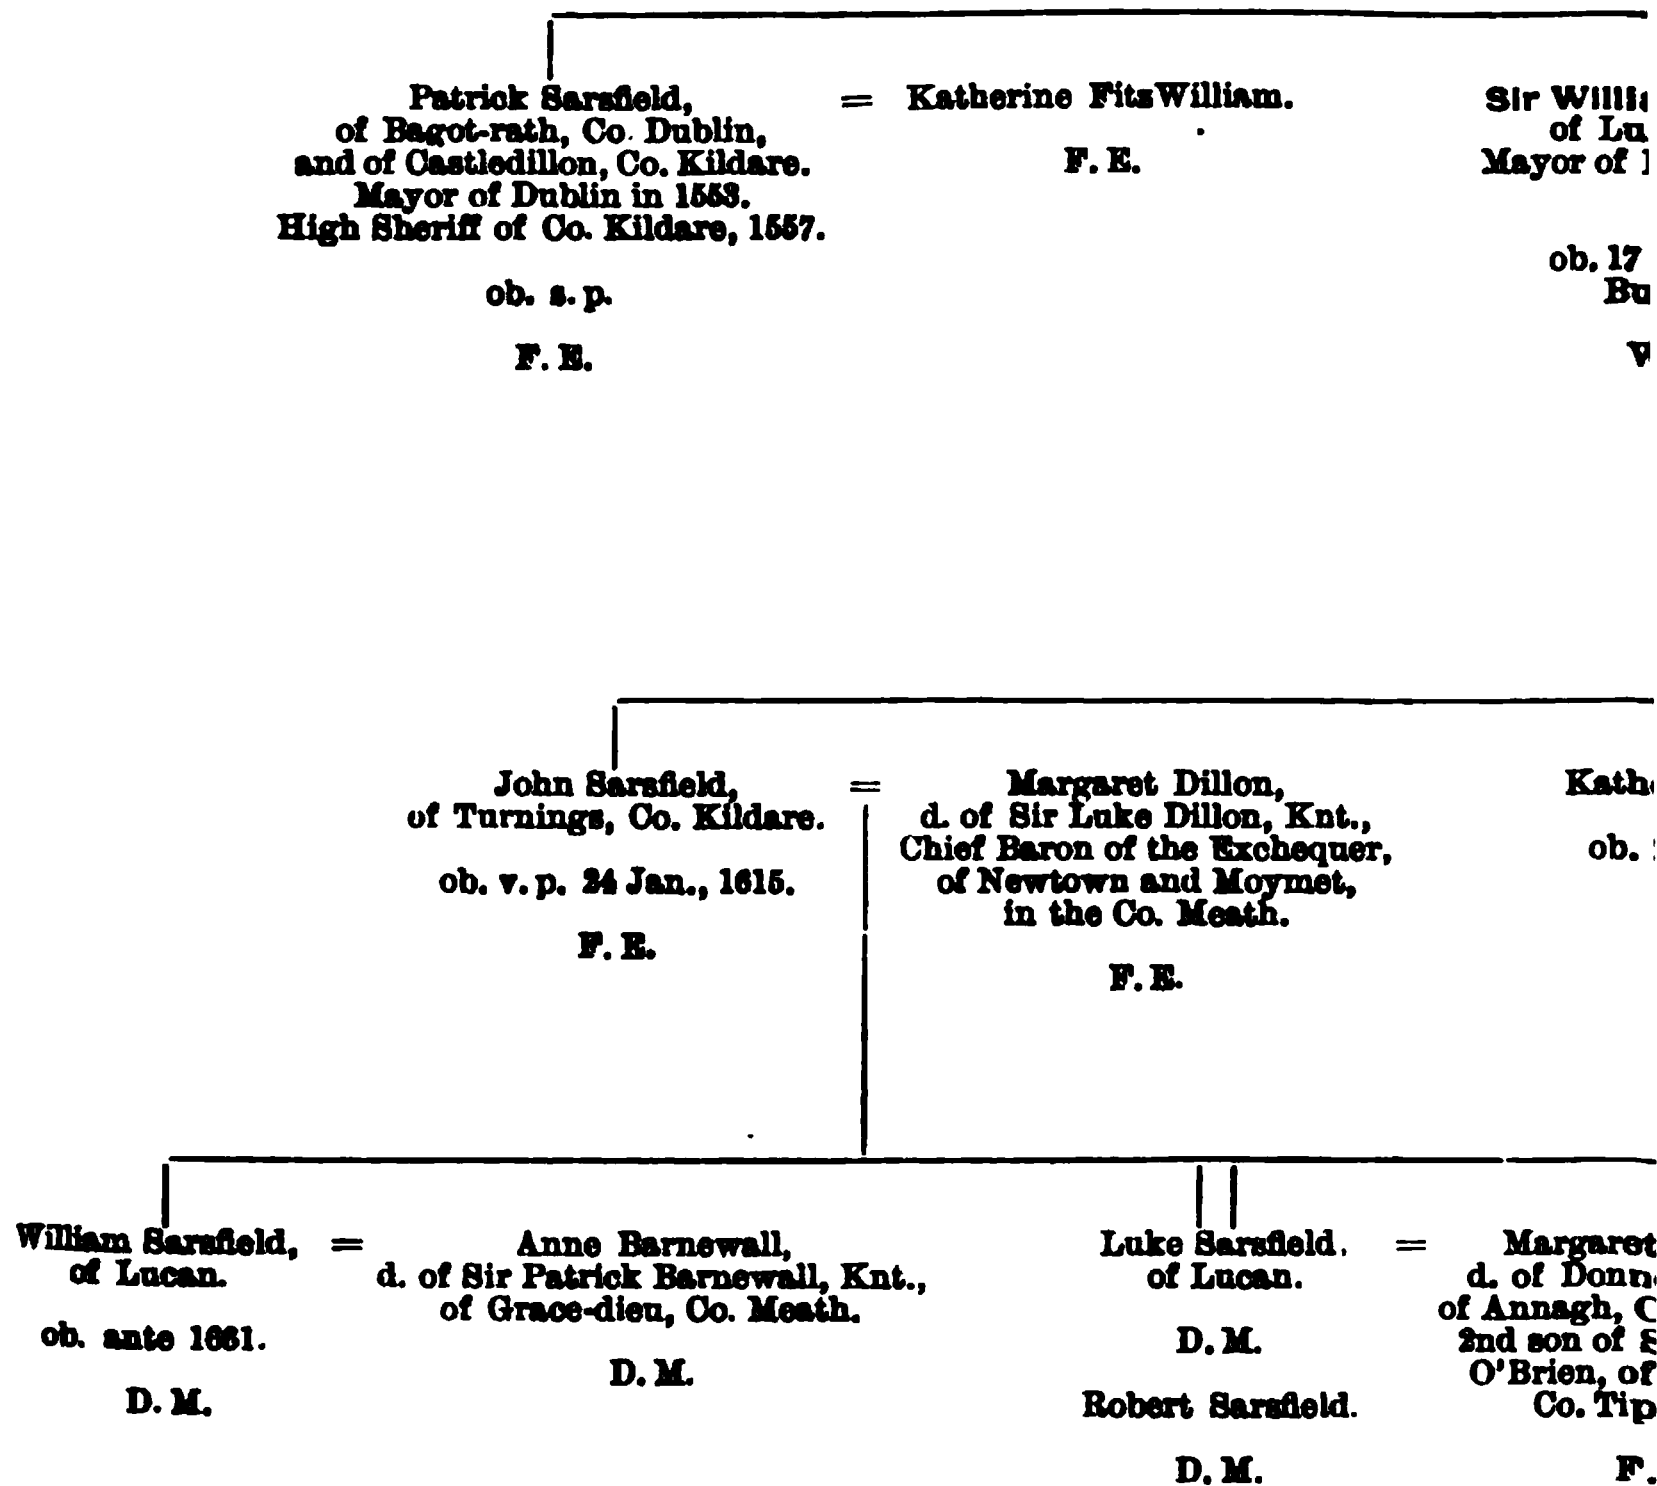 Patrick Sarsfield,
of Bagot-rath, Co. Dublin,
and of Castledillon, Co. Kildare.
Mayor of Dublin in 1553.
High Sheriff of Co. Kildare, 1557.
ob. s. p.
F. E.
= Katherine FitzWilliam.
F. E.
Sir
of
Mayor of
ob. 17
John Sarsfield,
of Turnings, Co. Kildare.
ob. v. p. 24 Jan., 1615.
F. E.
= Margaret Dillon,
d. of Sir Luke Dillon, Knt.,
Chief Baron of the Exchequer,
of Newtown and Moymet,
in the Co. Meath.
F. E.
ob.
William Sarsfield,
of Lucan.
ob. ante 1661.
D. M.
= Anne Barnewall,
d. of Sir Patrick Barnewall, Knt.,
of Grace-dieu, Co. Meath.
D. M.
Luke Sarsfield.
of Lucan.
D. M.
Robert Sarsfield.
D. M.
= Margaret
d. of
of Annagh,
2nd son of
O'Brien, of
Co.
F.